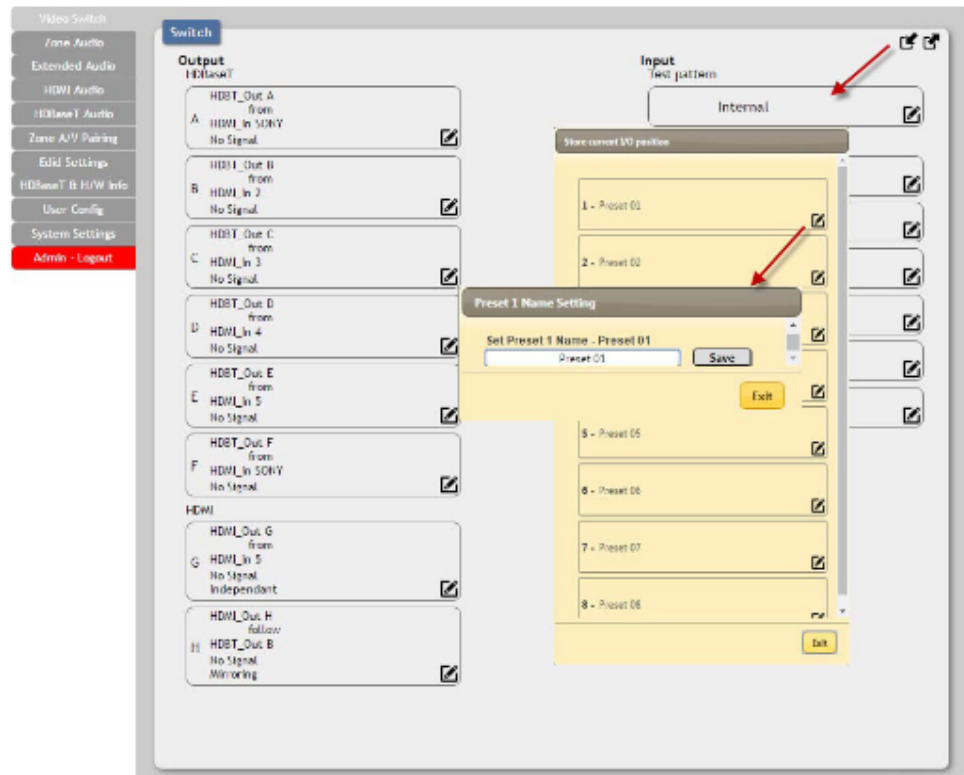 Video Switch
Zone Audio
Extended Audio
HDMI Audio
HDBaseT Audio
Zone A/V Pairing
Edid Settings
HDBaseT & H/W Info
User Config
System Settings
Admin - Logout
Switch
Output
HDBaseT
A
HDBT_Out A
from
HDMI_In SONY
No Signal
B
HDBT_Out B
from
HDMI_In 2
No Signal
C
HDBT_Out C
from
HDMI_In 3
No Signal
D
HDBT_Out D
from
HDMI_In 4
No Signal
E
HDBT_Out E
from
HDMI_In 5
No Signal
F
HDBT_Out F
from
HDMI_In SONY
No Signal
HDMI
G
HDMI_Out G
from
HDMI_In 5
No Signal
Independant
H
HDMI_Out H
follow
HDBT_Out B
No Signal
Mirroring
Input
Test pattern
Internal
Store current I/O position
1 - Preset 01
2 - Preset 02
Preset 1 Name Setting
Set Preset 1 Name - Preset 01
Preset 01
Save
Exit
5 - Preset 05
6 - Preset 06
7 - Preset 07
8 - Preset 08
Exit